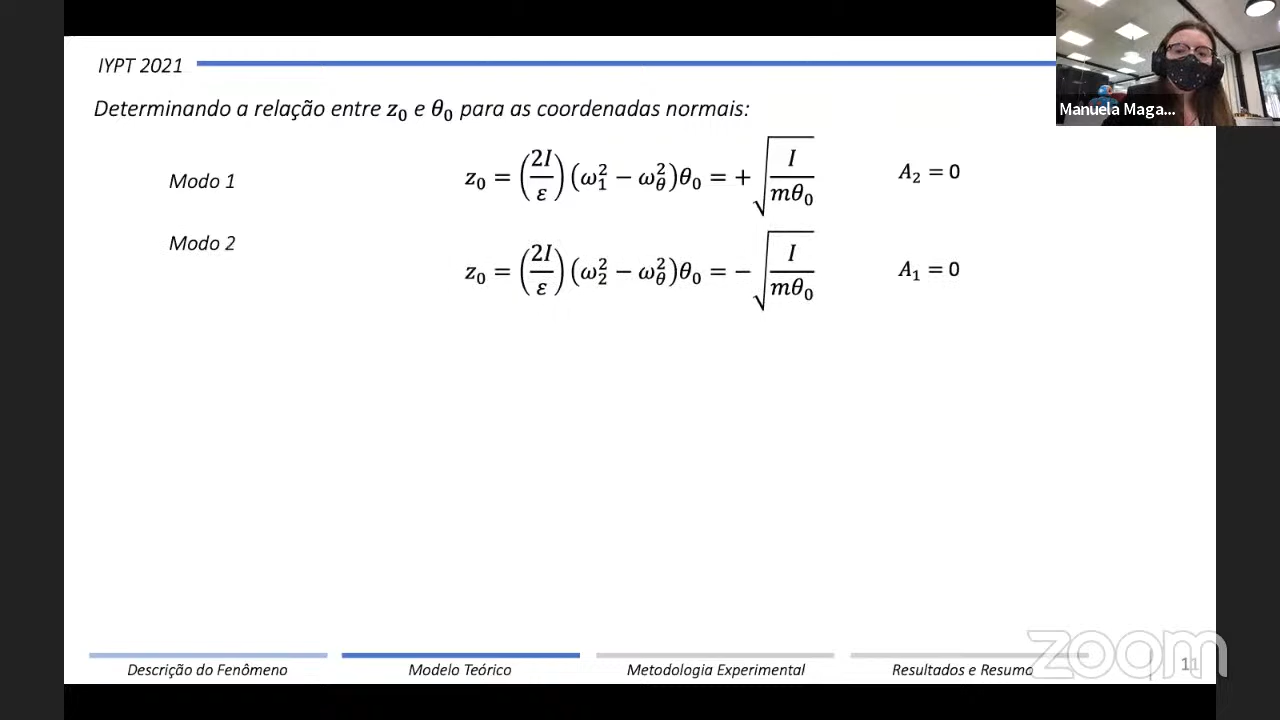 IYPT 2021
Manuela Maga...
Determinando a relação entre z₀ e θ₀ para as coordenadas normais:
Modo 1 z₀ = (2I/ε) (ω₁² − ω_θ²)θ₀ = + √(I/mθ₀) A₂ = 0
Modo 2 z₀ = (2I/ε) (ω₂² − ω_θ²)θ₀ = − √(I/mθ₀) A₁ = 0
zoom
Descrição do Fenômeno Modelo Teórico Metodologia Experimental Resultados e Resumo 11